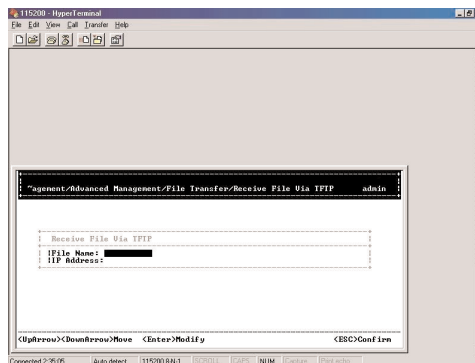 115200 - HyperTerminal
File Edit View Call Transfer Help
~agement/Advanced Management/File Transfer/Receive File Via TFTP admin
Receive File Via TFTP
!File Name:
!IP Address:
<UpArrow><DownArrow>Move <Enter>Modify <ESC>Confirm
Connected 2:35:05 Auto detect 115200 8-N-1 SCROLL CAPS NUM Capture Print echo